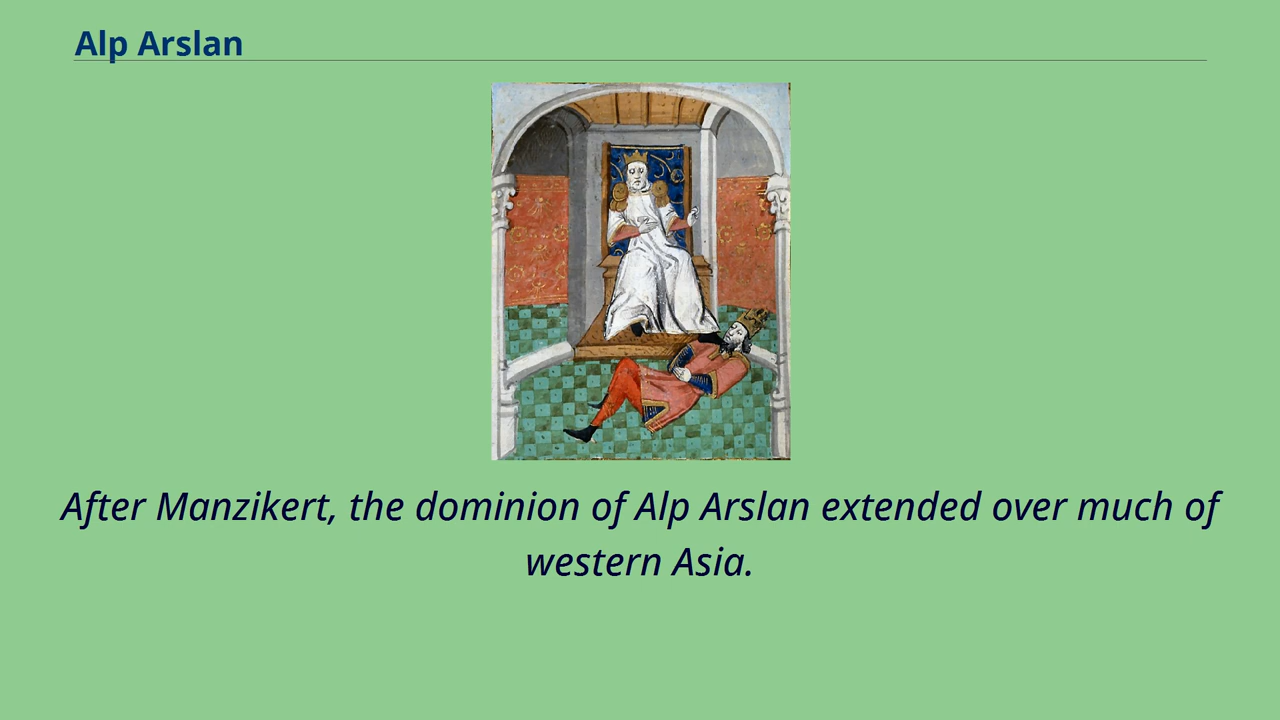 Alp Arslan
After Manzikert, the dominion of Alp Arslan extended over much of
western Asia.